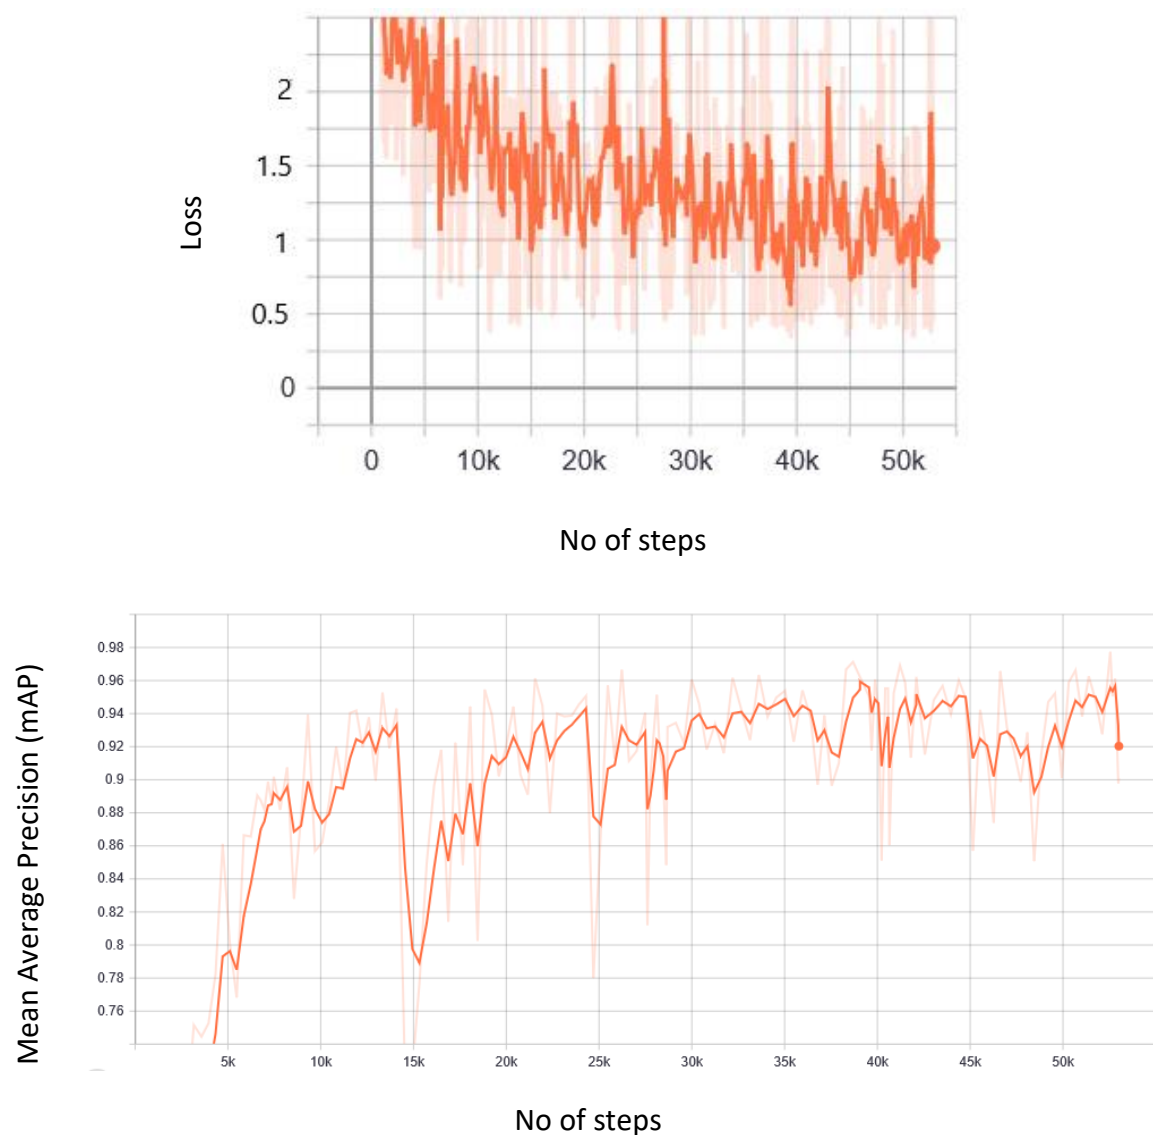 2
1.5
Loss
1
0.5
0
0 10k 20k 30k 40k 50k
No of steps
Mean Average Precision (mAP)
0.98
0.96
0.94
0.92
0.9
0.88
0.86
0.84
0.82
0.8
0.78
0.76
5k 10k 15k 20k 25k 30k 35k 40k 45k 50k
No of steps